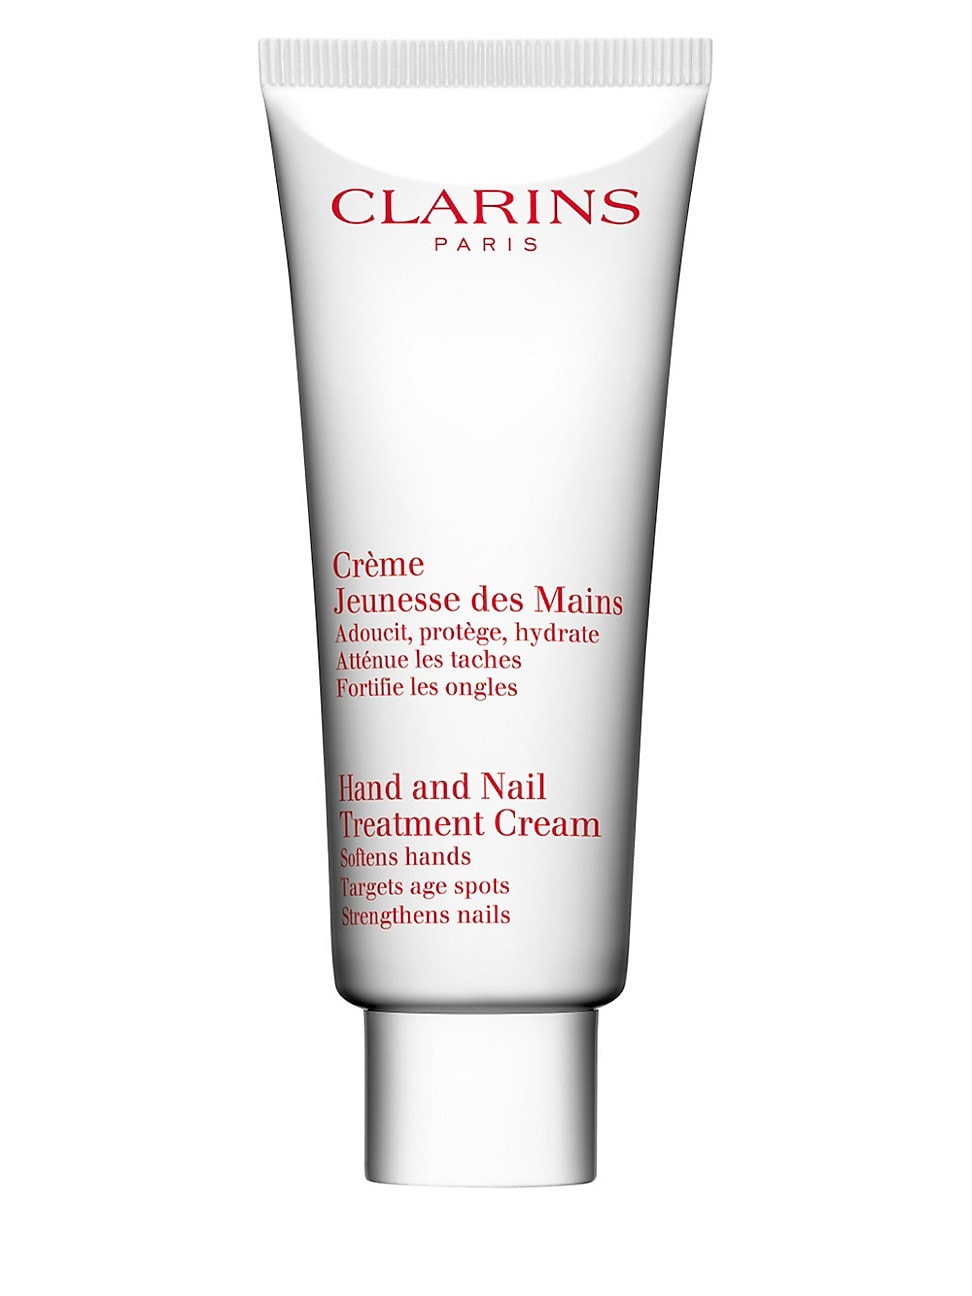 CLARINS
PARIS
Crème
Jeunesse des Mains
Adoucit, protège, hydrate
Atténue les taches
Fortifie les ongles
Hand and Nail
Treatment Cream
Softens hands
Targets age spots
Strengthens nails